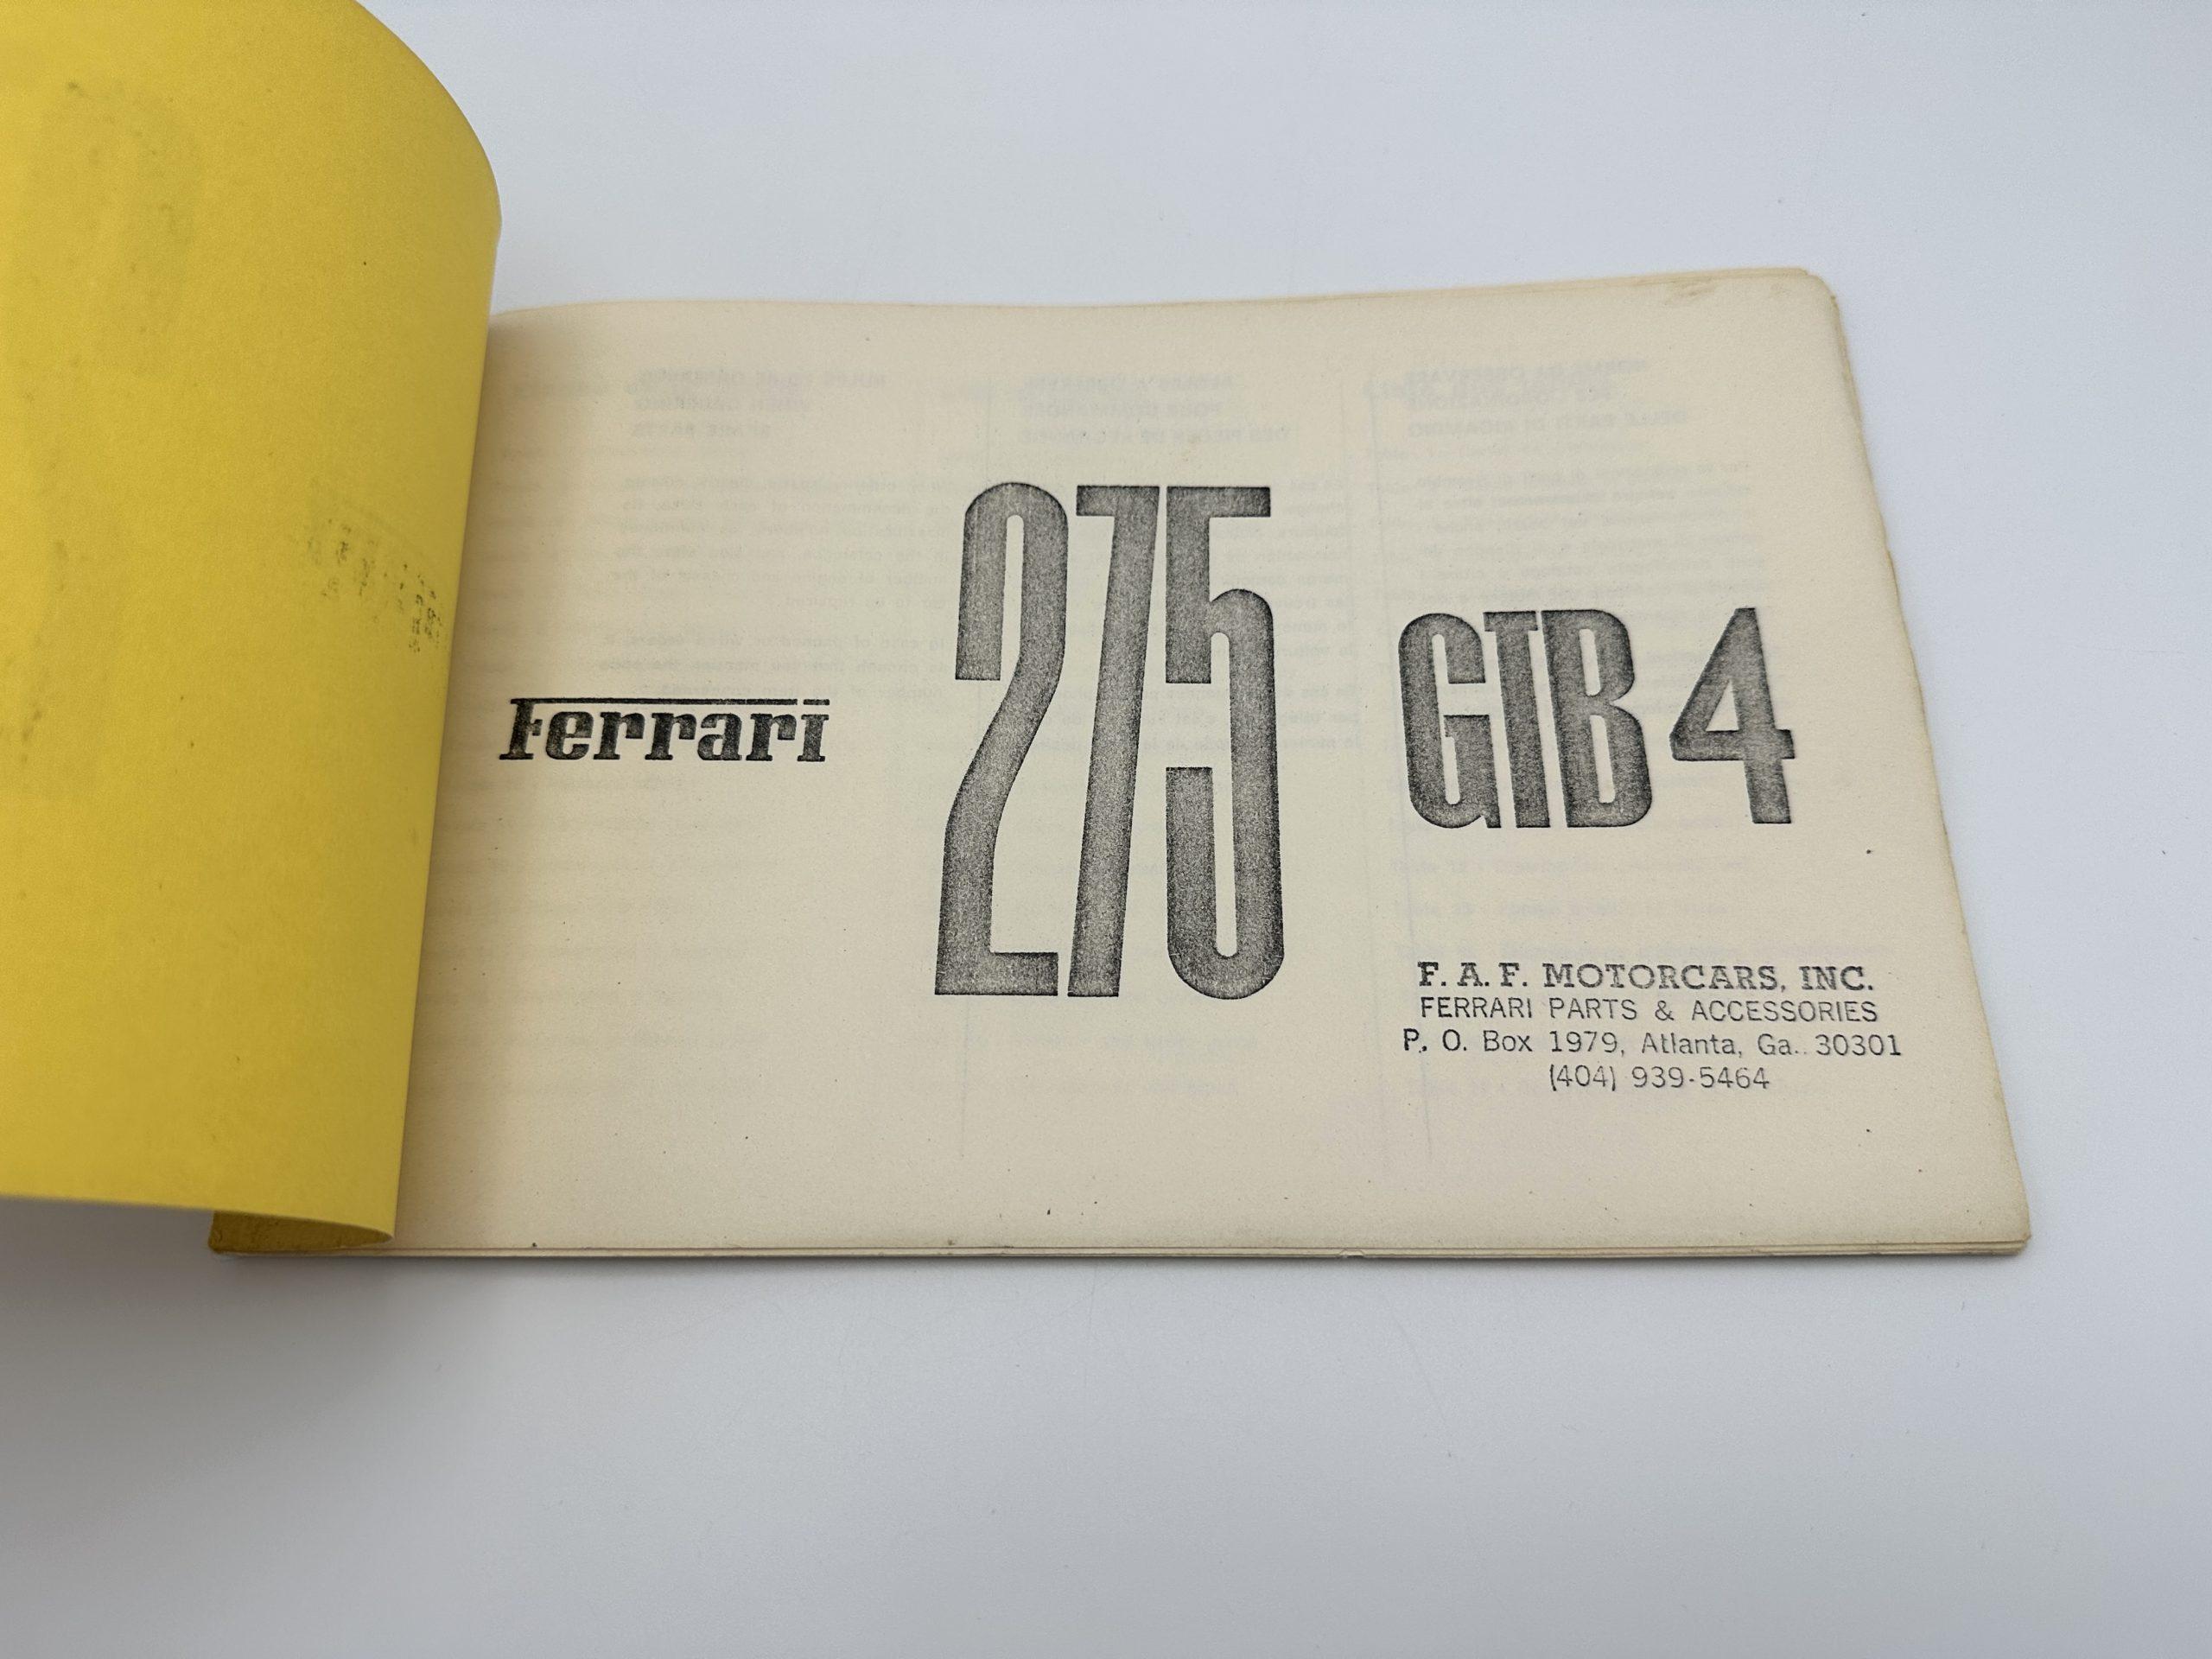 Ferrari
275
GTB 4
F. A. F. MOTORCARS, INC.
FERRARI PARTS & ACCESSORIES
P. O. Box 1979, Atlanta, Ga. 30301
(404) 939-5464